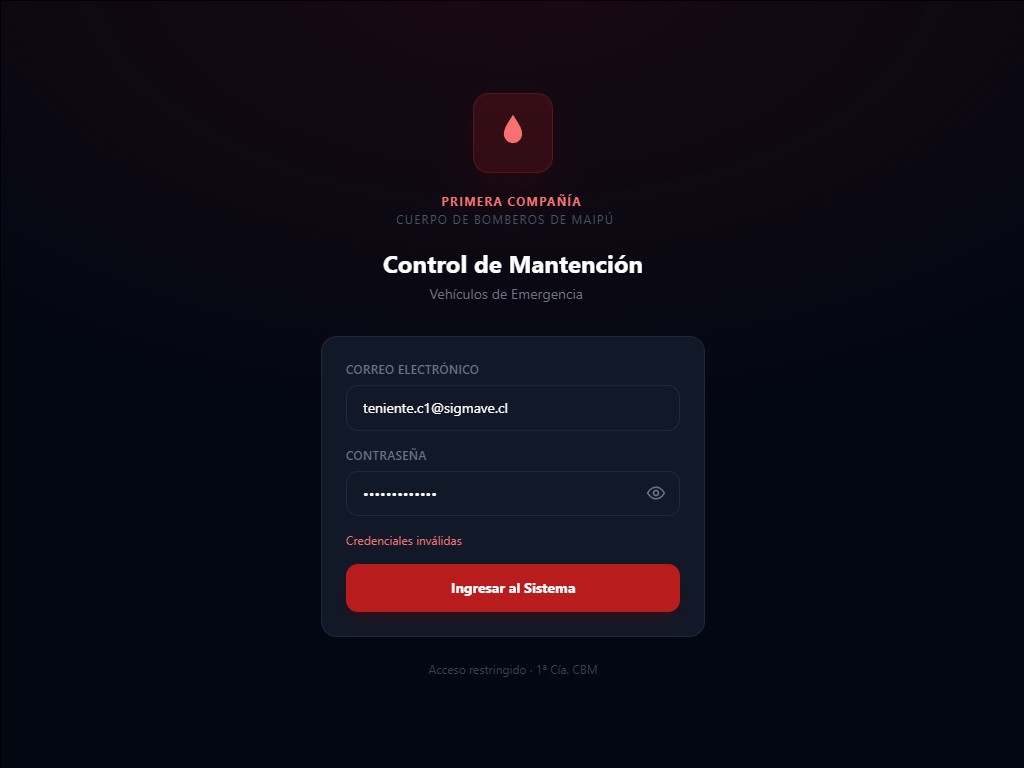 PRIMERA COMPAÑÍA
CUERPO DE BOMBEROS DE MAIPÚ
Control de Mantención
Vehículos de Emergencia
CORREO ELECTRÓNICO
teniente.c1@sigmave.cl
CONTRASEÑA
•••••••••••••
Credenciales inválidas
Ingresar al Sistema
Acceso restringido · 1ª Cía. CBM